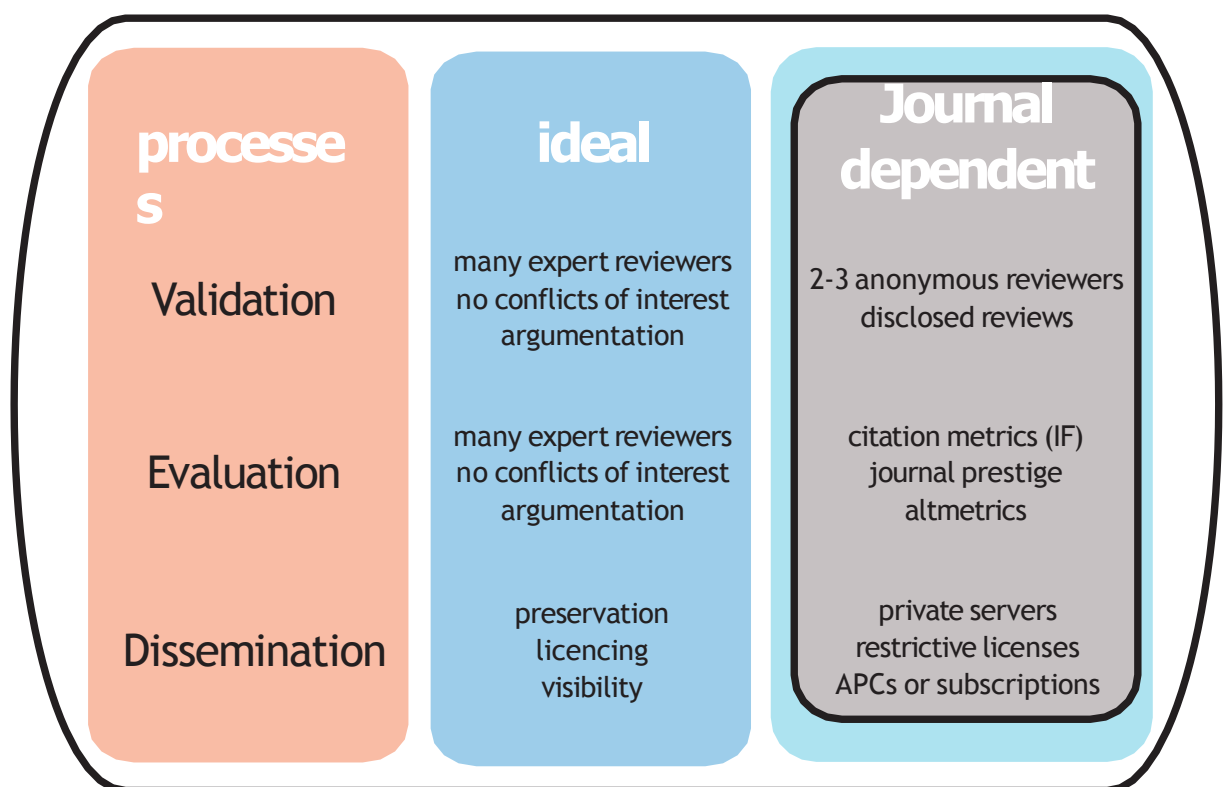 processe
s
ideal
Journal
dependent
Validation
many expert reviewers
no conflicts of interest
argumentation
2-3 anonymous reviewers
disclosed reviews
Evaluation
many expert reviewers
no conflicts of interest
argumentation
citation metrics (IF)
journal prestige
altmetrics
Dissemination
preservation
licencing
visibility
private servers
restrictive licenses
APCs or subscriptions